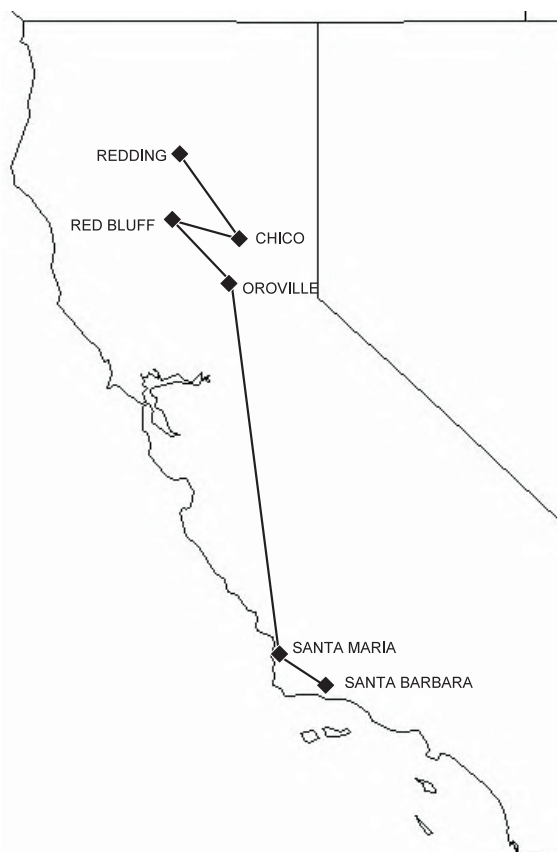 REDDING
RED BLUFF
CHICO
OROVILLE
SANTA MARIA
SANTA BARBARA